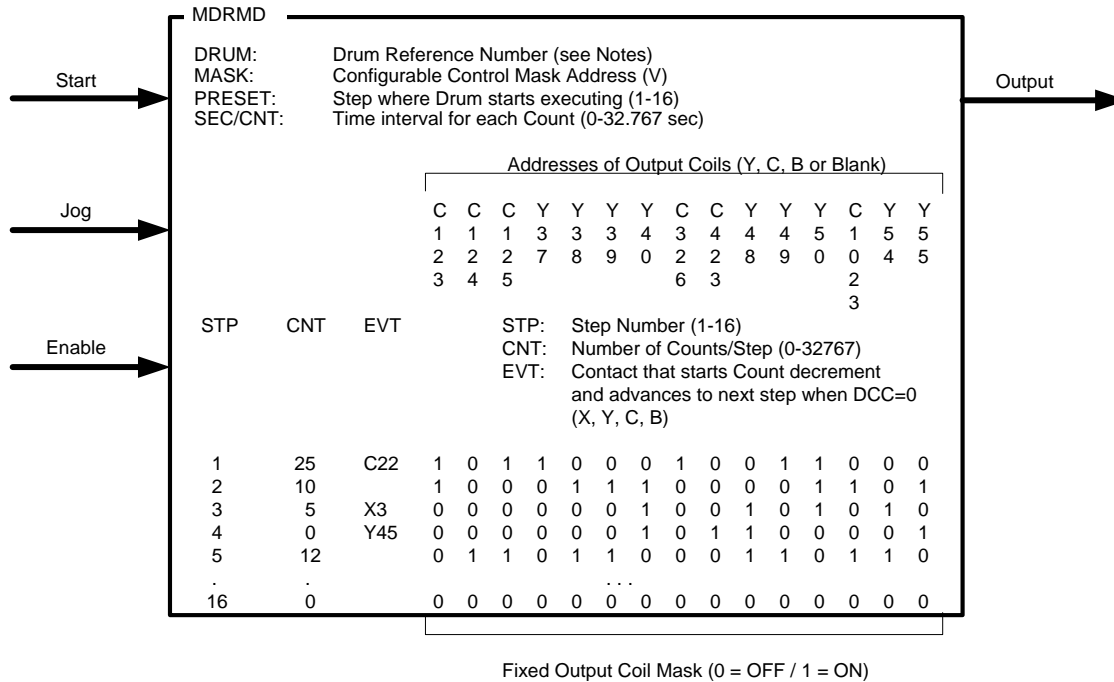 MDRMD
DRUM: Drum Reference Number (see Notes)
MASK: Configurable Control Mask Address (V)
PRESET: Step where Drum starts executing (1-16)
SEC/CNT: Time interval for each Count (0-32.767 sec)
Start
Output
Addresses of Output Coils (Y, C, B or Blank)
Jog
C C C Y Y Y Y C C Y Y Y C Y Y
1 1 1 3 3 3 4 3 4 4 4 5 1 5 5
2 2 2 7 8 9 0 2 2 8 9 0 0 4 5
3 4 5 6 3 2
3
STP CNT EVT
Enable
STP: Step Number (1-16)
CNT: Number of Counts/Step (0-32767)
EVT: Contact that starts Count decrement
and advances to next step when DCC=0
(X, Y, C, B)
1 25 C22 1 0 1 1 0 0 0 1 0 0 1 1 0 0 0
2 10 1 0 0 0 1 1 1 0 0 0 0 1 1 0 1
3 5 X3 0 0 0 0 0 0 1 0 0 1 0 1 0 1 0
4 0 Y45 0 0 0 0 0 0 1 0 1 1 0 0 0 0 1
5 12 0 1 1 0 1 1 0 0 0 1 1 0 1 1 0
. . . . .
16 0 0 0 0 0 0 0 0 0 0 0 0 0 0 0 0
Fixed Output Coil Mask (0 = OFF / 1 = ON)